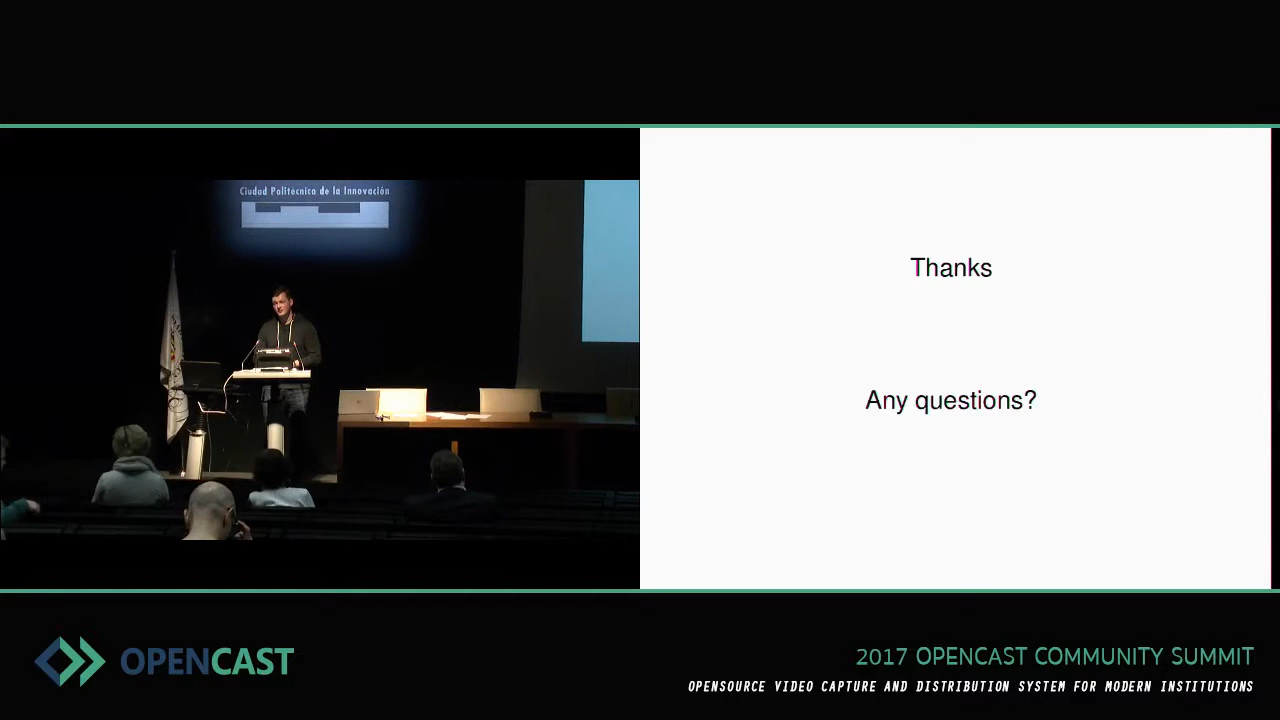 Ciudad Politécnica de la Innovación
Thanks
Any questions?
OPENCAST
2017 OPENCAST COMMUNITY SUMMIT
OPENSOURCE VIDEO CAPTURE AND DISTRIBUTION SYSTEM FOR MODERN INSTITUTIONS